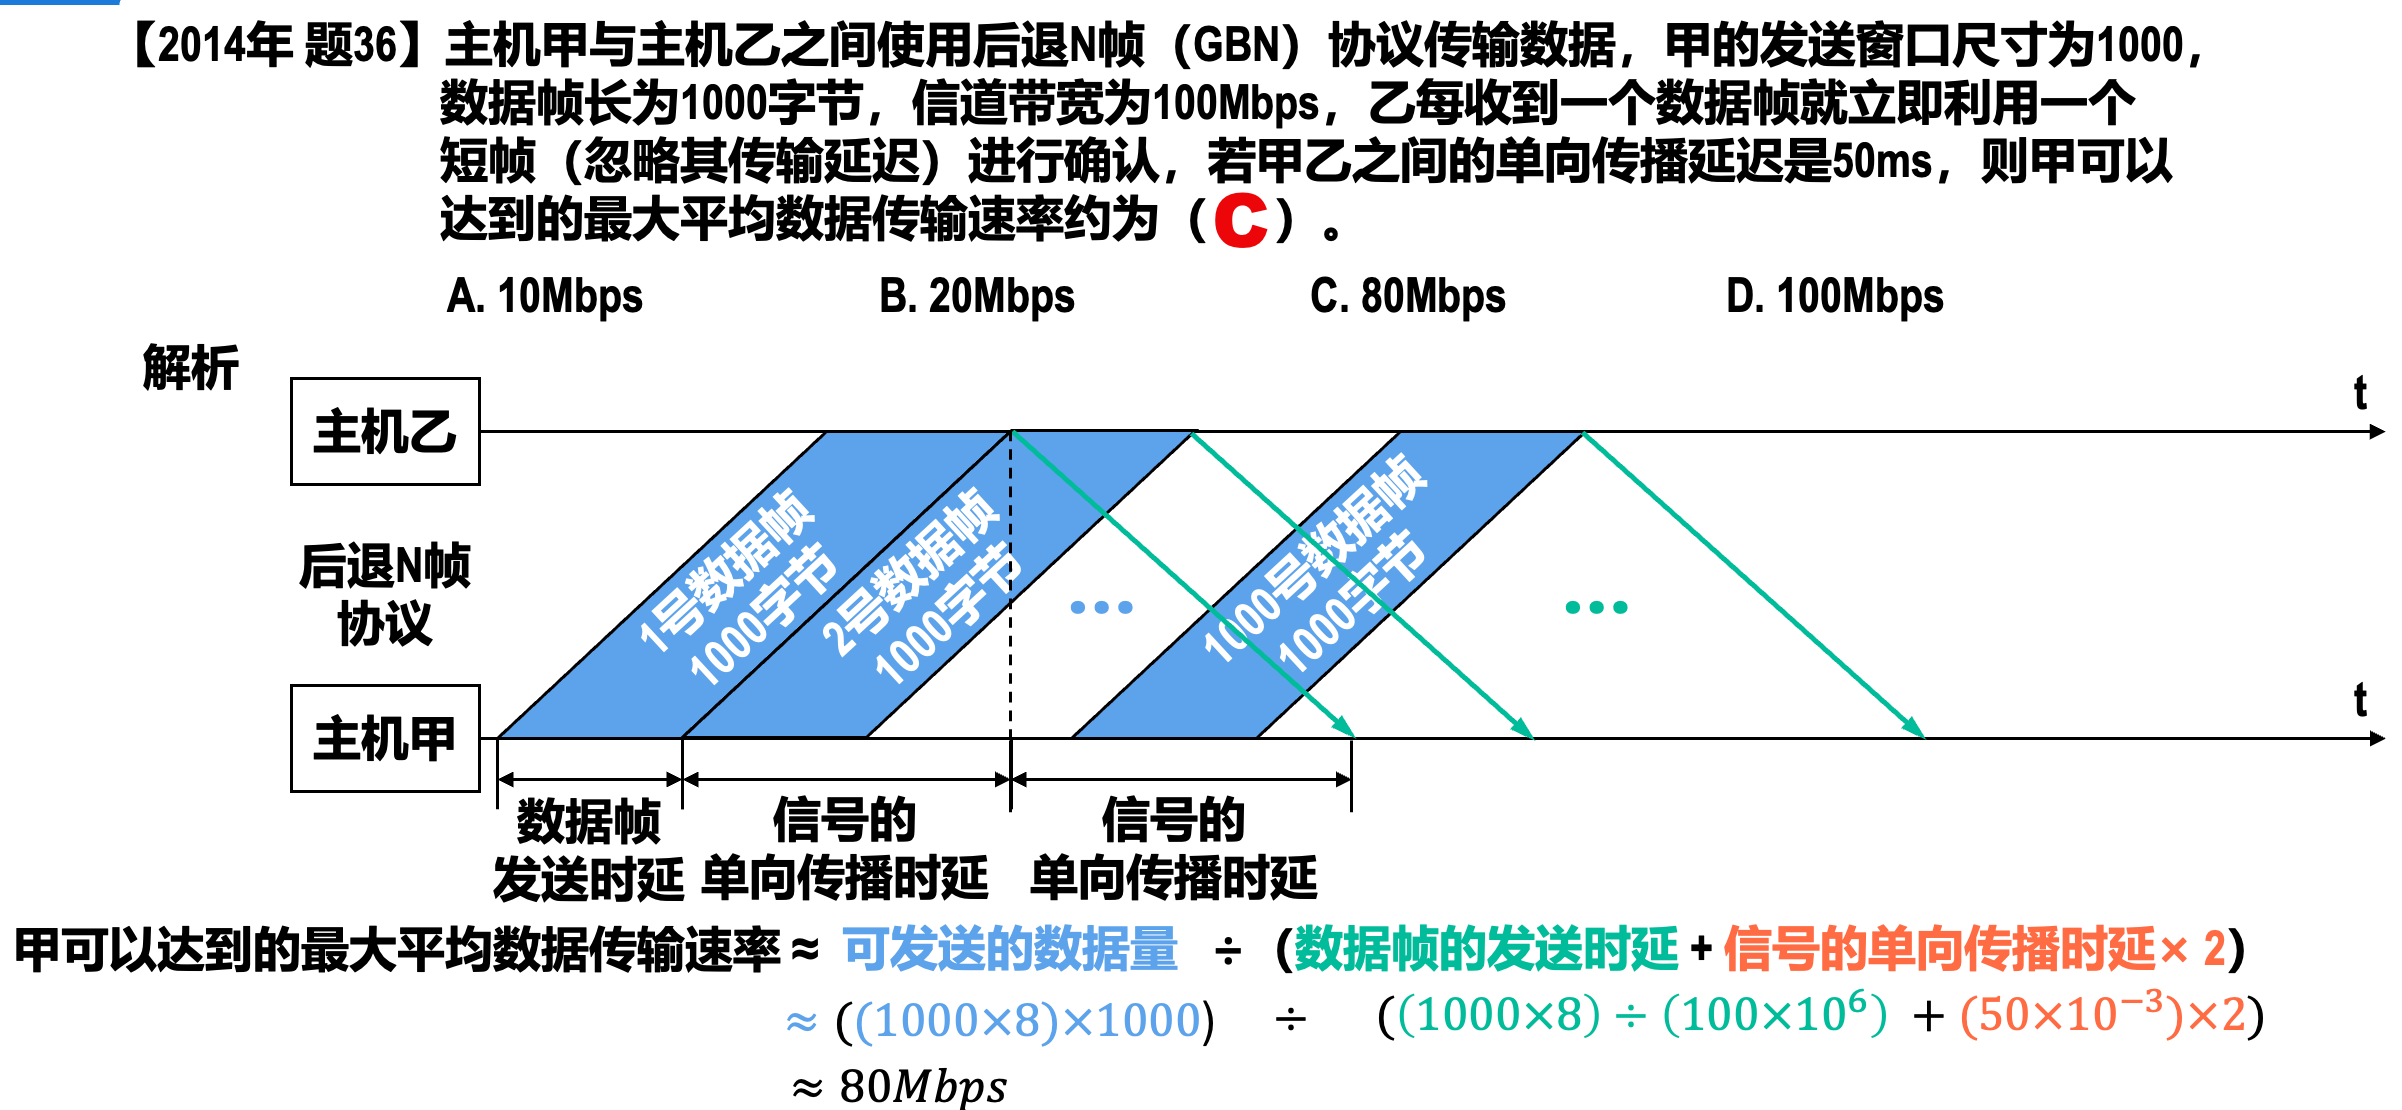 【2014年 题36】主机甲与主机乙之间使用后退N帧（GBN）协议传输数据，甲的发送窗口尺寸为1000，
数据帧长为1000字节，信道带宽为100Mbps，乙每收到一个数据帧就立即利用一个
短帧（忽略其传输延迟）进行确认，若甲乙之间的单向传播延迟是50ms，则甲可以
达到的最大平均数据传输速率约为（C）。
A. 10Mbps B. 20Mbps C. 80Mbps D. 100Mbps
解析
主机乙
t
1号数据帧
1000字节
2号数据帧
1000字节
…
1000号数据帧
1000字节
…
后退N帧
协议
主机甲
t
数据帧
发送时延
信号的
单向传播时延
信号的
单向传播时延
甲可以达到的最大平均数据传输速率 ≈ 可发送的数据量 ÷ (数据帧的发送时延 + 信号的单向传播时延 × 2)
≈ ((1000×8)×1000) ÷ ((1000×8) ÷ (100×10⁶) + (50×10⁻³)×2)
≈ 80Mbps